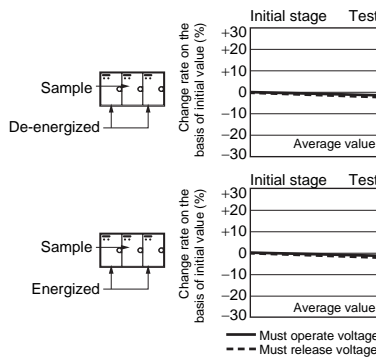 Initial stage Test
Change rate on the
basis of initial value (%)
+30
+20
+10
0
−10
−20
−30
Average value
Sample
De-energized
Initial stage Test
Change rate on the
basis of initial value (%)
+30
+20
+10
0
−10
−20
−30
Average value
Sample
Energized
Must operate voltage
Must release voltage